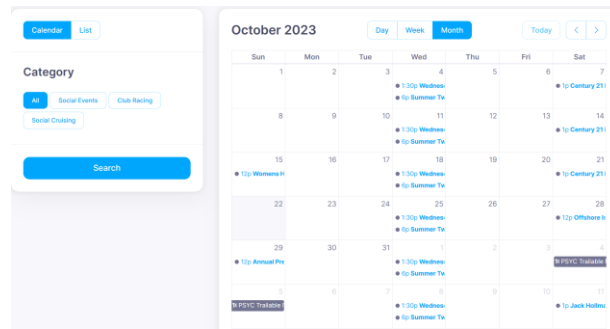 Calendar List
Category
All Social Events Club Racing
Social Cruising
Search
October 2023 Day Week Month Today < >
Sun Mon Tue Wed Thu Fri Sat
1 2 3 4 5 6 7
1:30p Wednes 1p Century 21
6p Summer Tw
8 9 10 11 12 13 14
1:30p Wednes 1p Century 21
6p Summer Tw
15 16 17 18 19 20 21
12p Womens H 1:30p Wednes 1p Century 21
6p Summer Tw
22 23 24 25 26 27 28
1:30p Wednes 12p Offshore
6p Summer Tw
29 30 31 1 2 3 4
12p Annual Pre 1:30p Wednes PSYC Trailable
6p Summer Tw
5 6 7 8 9 10 11
PSYC Trailable 1:30p Wednes 1p Jack
6p Summer Tw